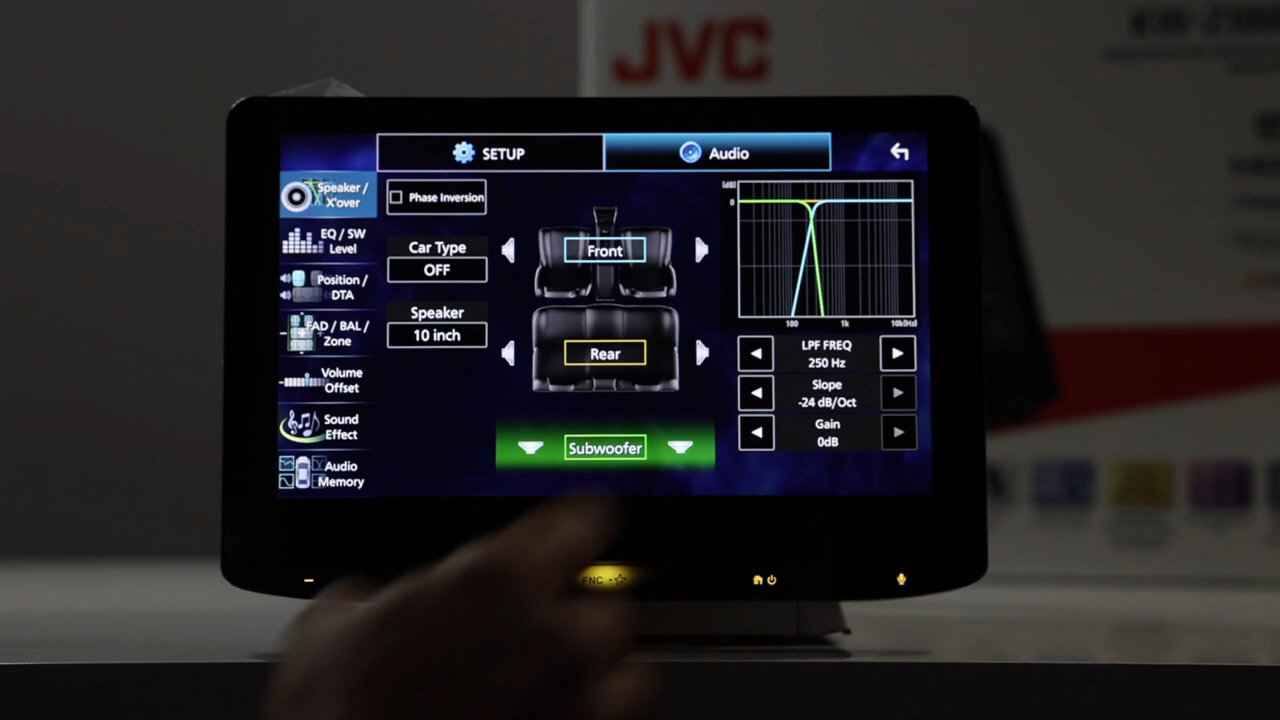 JVC
SETUP
Audio
Speaker /
X'over
EQ / SW
Level
Position /
DTA
FAD / BAL /
Zone
Volume
Offset
Sound
Effect
Audio
Memory
Phase Inversion
Car Type
OFF
Speaker
10 inch
Front
Rear
Subwoofer
[dB]
0
100
1k
10k[Hz]
LPF FREQ
250 Hz
Slope
-24 dB/Oct
Gain
0dB
FNC